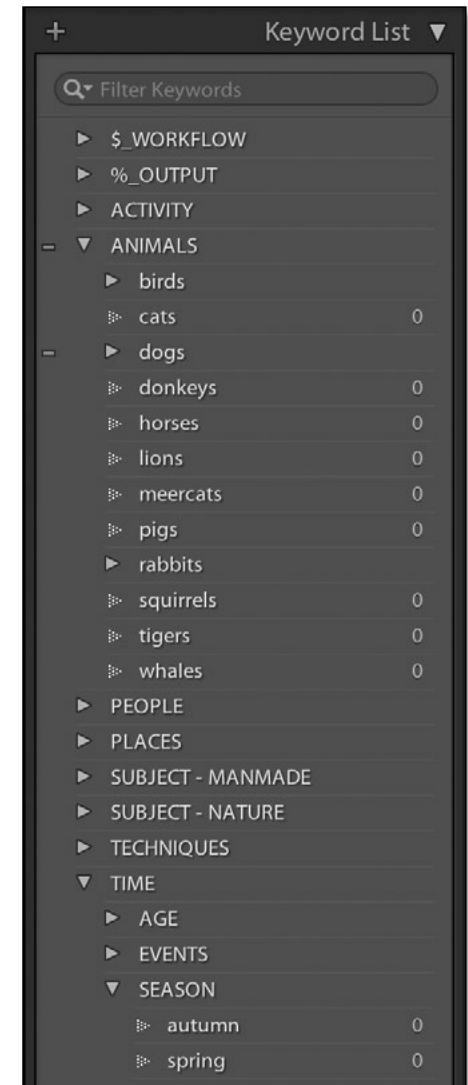 + Keyword List ▼
Filter Keywords
$_WORKFLOW
%_OUTPUT
ACTIVITY
ANIMALS
birds
cats 0
dogs
donkeys 0
horses 0
lions 0
meercats 0
pigs 0
rabbits
squirrels 0
tigers 0
whales 0
PEOPLE
PLACES
SUBJECT - MANMADE
SUBJECT - NATURE
TECHNIQUES
TIME
AGE
EVENTS
SEASON
autumn 0
spring 0